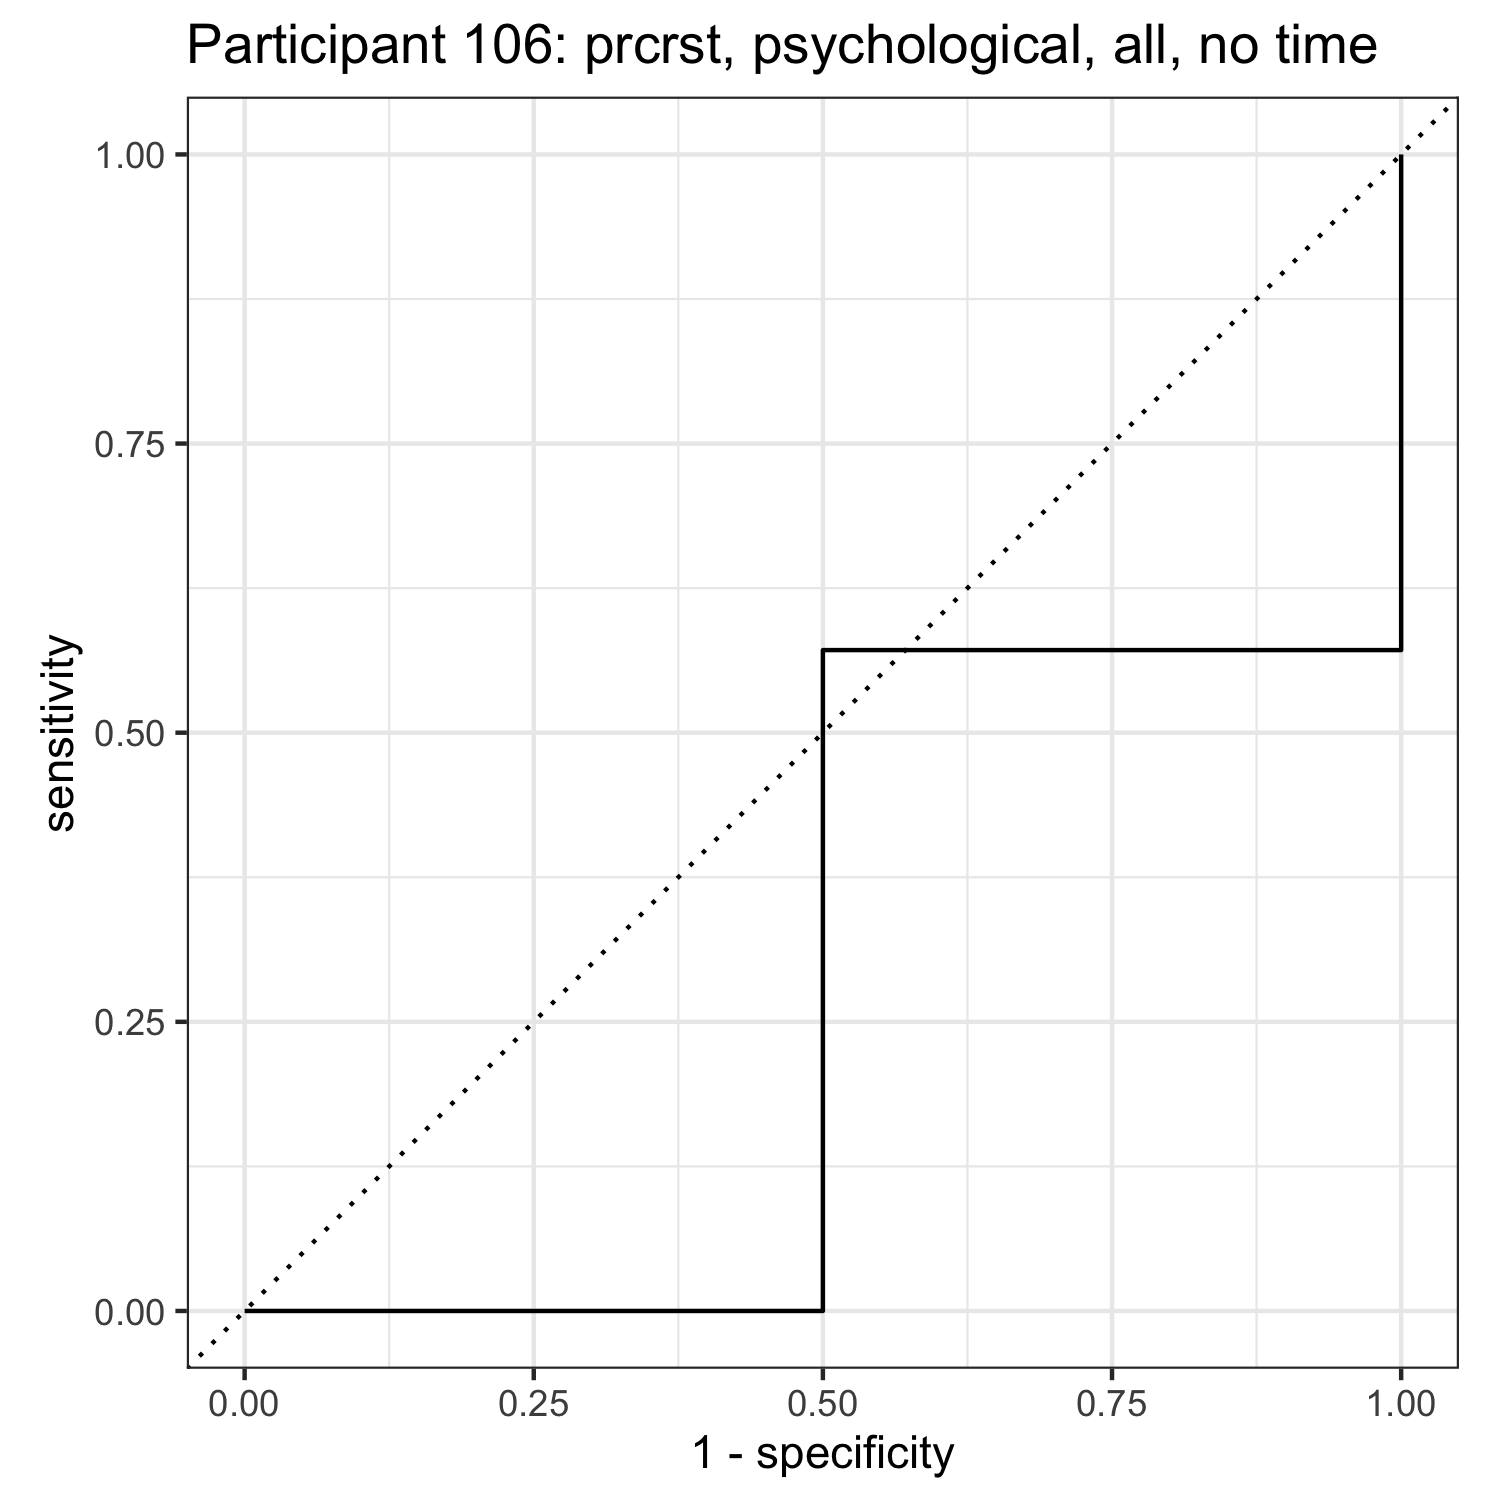 Participant 106: prcrst, psychological, all, no time
1.00
0.75
0.50
0.25
0.00
sensitivity
0.00 0.25 0.50 0.75 1.00
1 - specificity